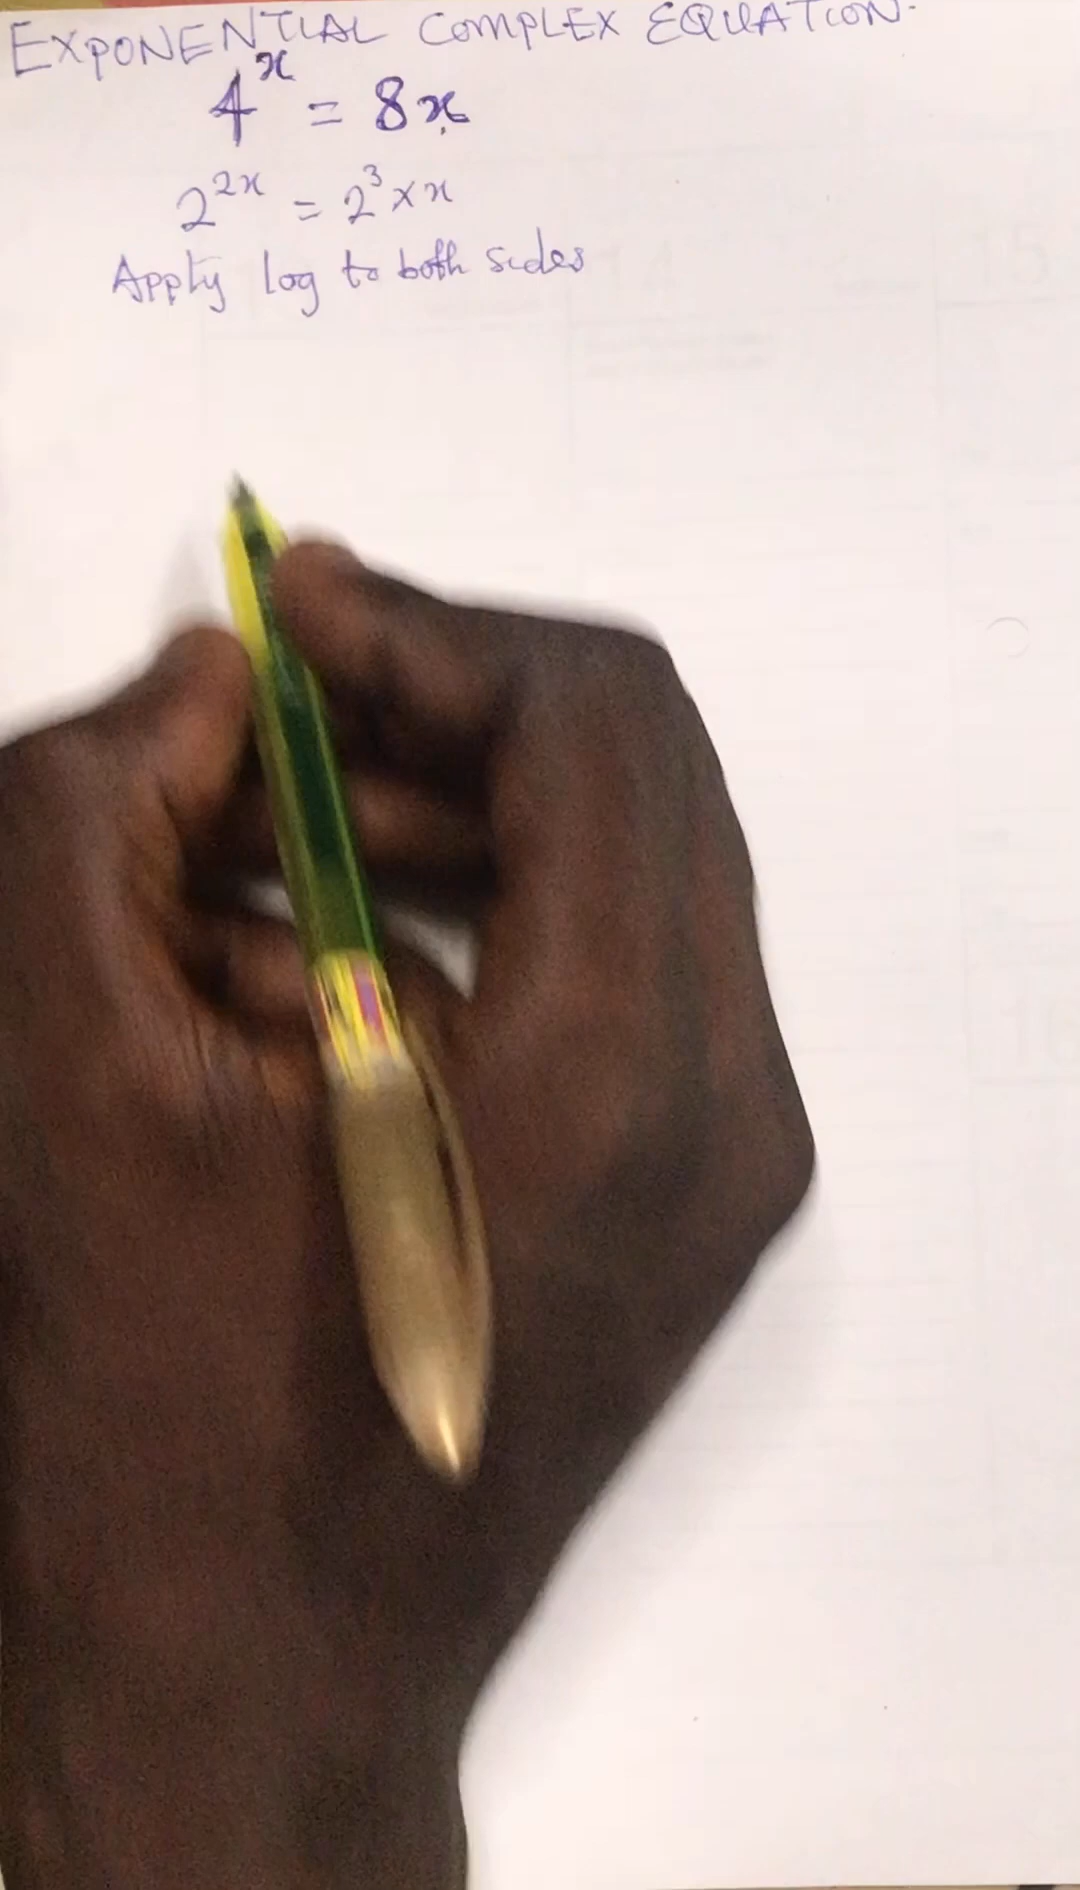 EXPONENTIAL COMPLEX EQUATION.
4^x = 8x
2^2x = 2^3 × x
Apply log to both sides